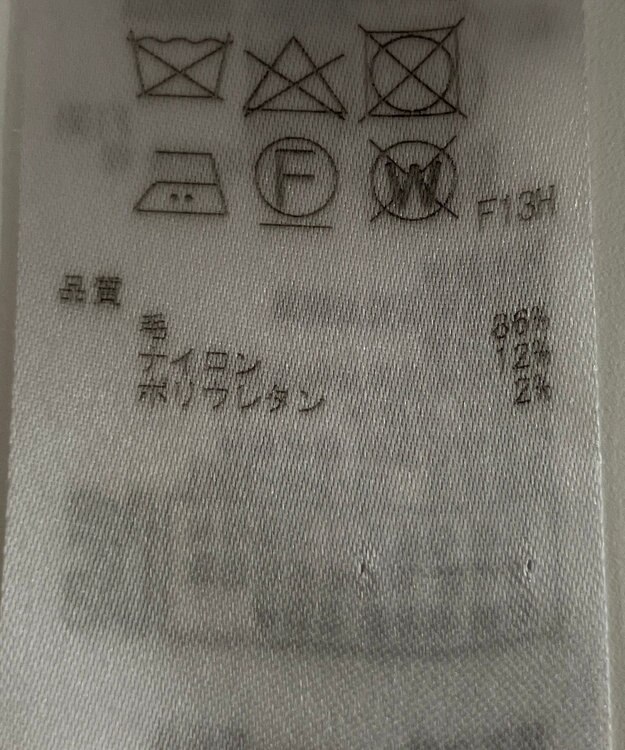 F
W
F13H
品質
毛 86%
ナイロン 12%
ポリウレタン 2%